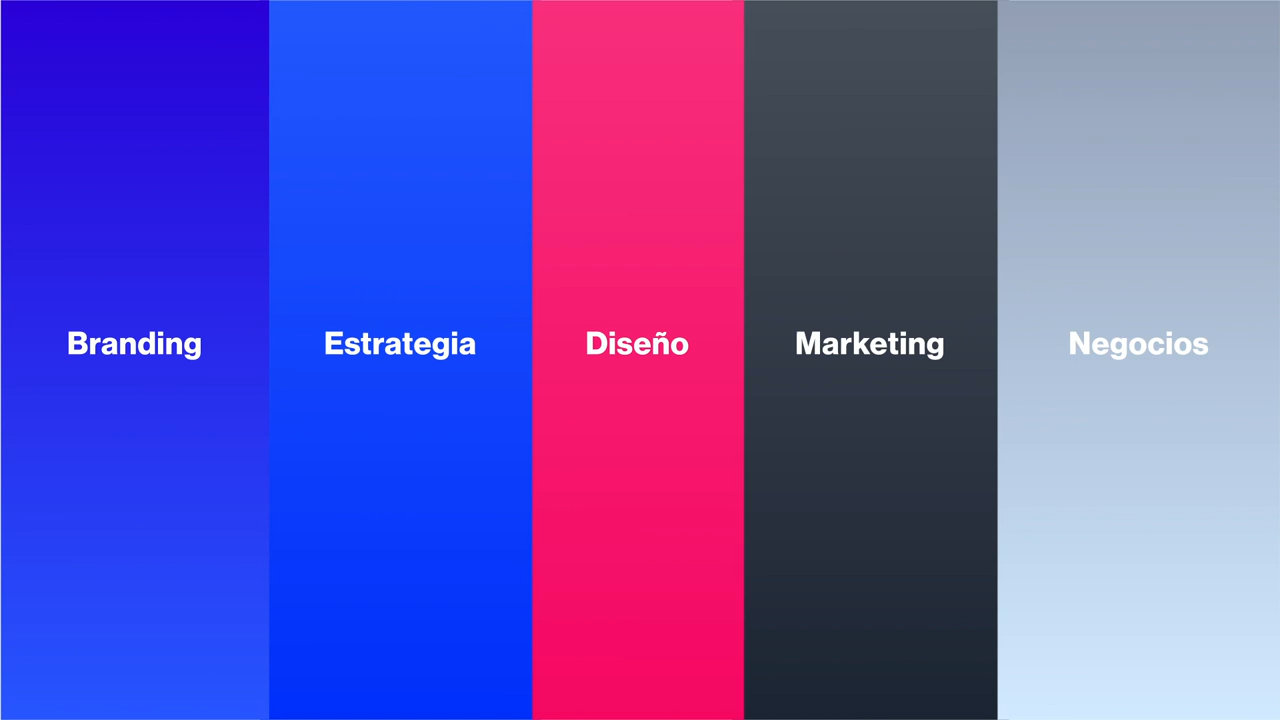 Branding
Estrategia
Diseño
Marketing
Negocios